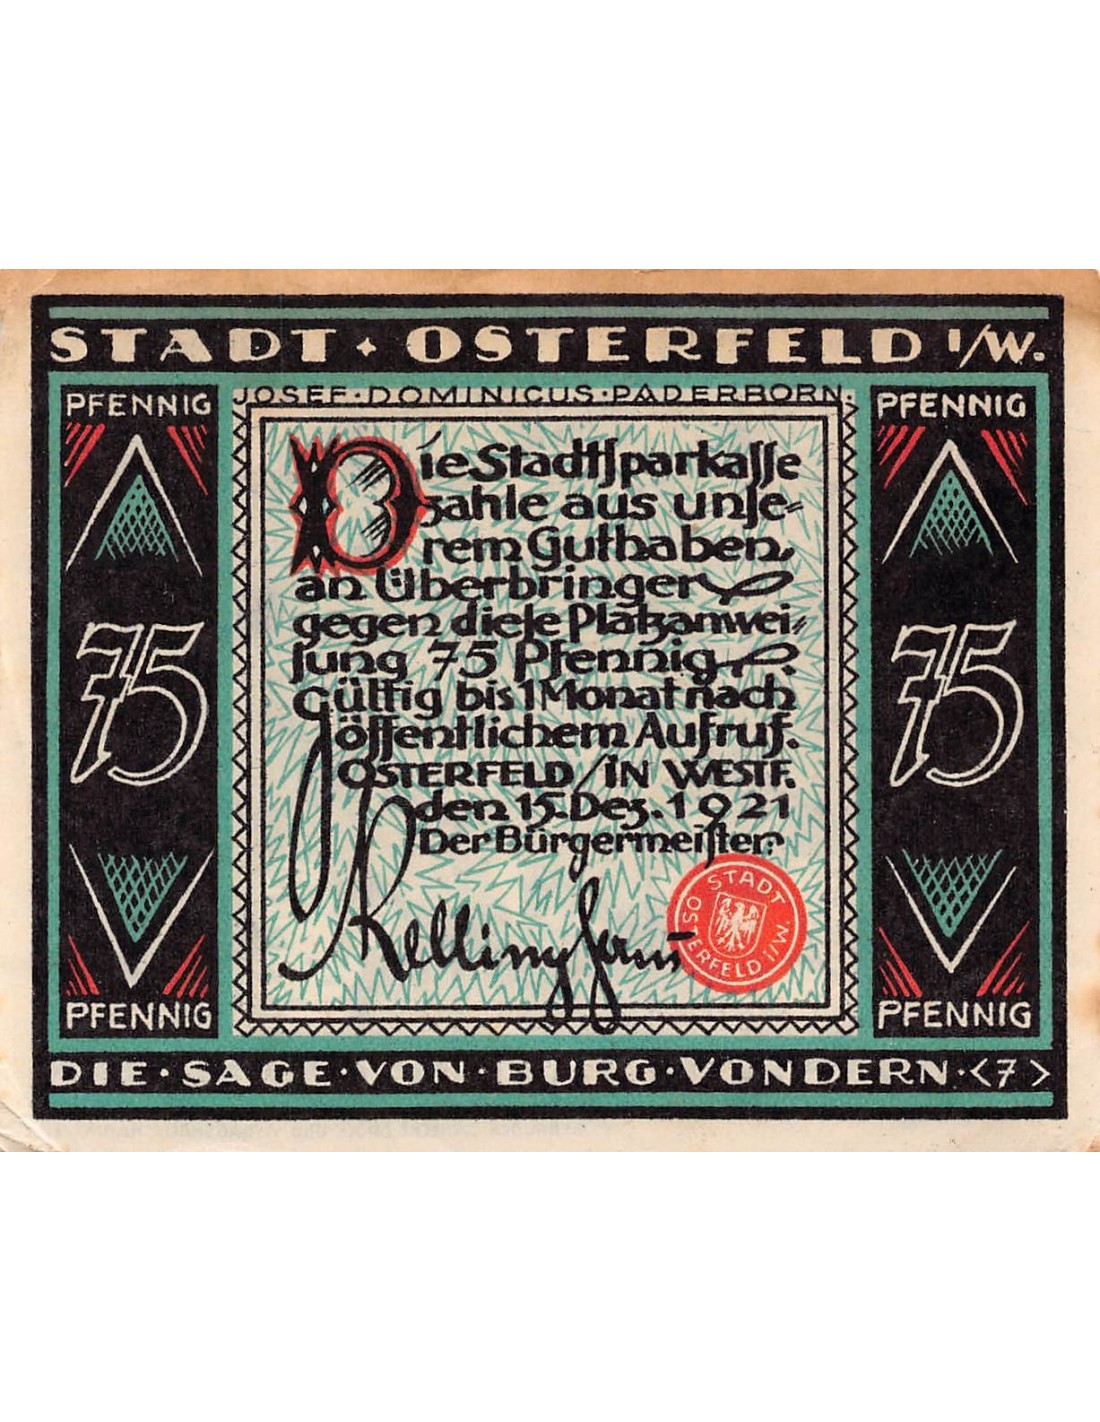 STADT · OSTERFELD I/W.
PFENNIG
75
PFENNIG
JOSEF·DOMINICUS·PADERBORN·
Die Stadtsparkasse
zahle aus unse=
rem Guthaben
an Überbringer
gegen diese Platzanwei=
sung 75 Pfennig.
Gültig bis 1 Monat nach
öffentlichem Aufruf.
OSTERFELD/IN WESTF.
den 15. Dez. 1921
Der Bürgermeister:
Kellinghaus
STADT
OSTERFELD I/W.
PFENNIG
75
PFENNIG
DIE·SAGE·VON·BURG·VONDERN·<7>